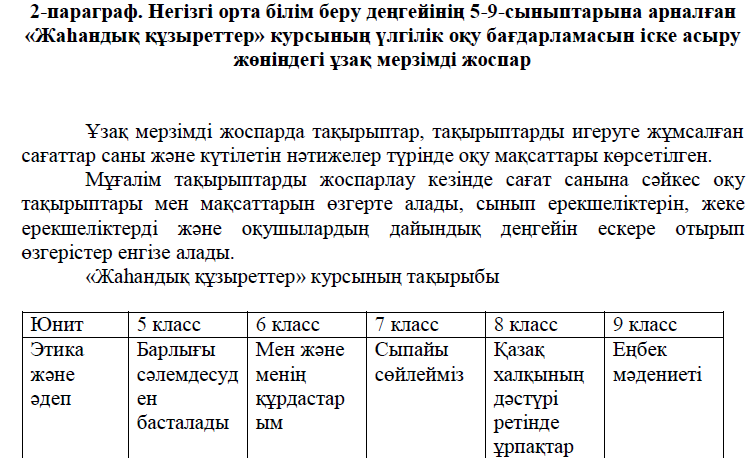 2-параграф. Негізгі орта білім беру деңгейінің 5-9-сыныптарына арналған
«Жаһандық құзыреттер» курсының үлгілік оқу бағдарламасын іске асыру
жөніндегі ұзақ мерзімді жоспар
Ұзақ мерзімді жоспарда тақырыптар, тақырыптарды игеруге жұмсалған
сағаттар саны және күтілетін нәтижелер түрінде оқу мақсаттары көрсетілген.
Мұғалім тақырыптарды жоспарлау кезінде сағат санына сәйкес оқу
тақырыптары мен мақсаттарын өзгерте алады, сынып ерекшеліктерін, жеке
ерекшеліктерді және оқушылардың дайындық деңгейін ескере отырып
өзгерістер енгізе алады.
«Жаһандық құзыреттер» курсының тақырыбы
Юнит 5 класс 6 класс 7 класс 8 класс 9 класс
Этика Барлығы Мен және Сыпайы Қазақ Еңбек
және сәлемдесуд менің сөйлейміз халқының мәдениеті
әдеп ен құрдастар дәстүрі
басталады ым ретінде
ұрпақтар